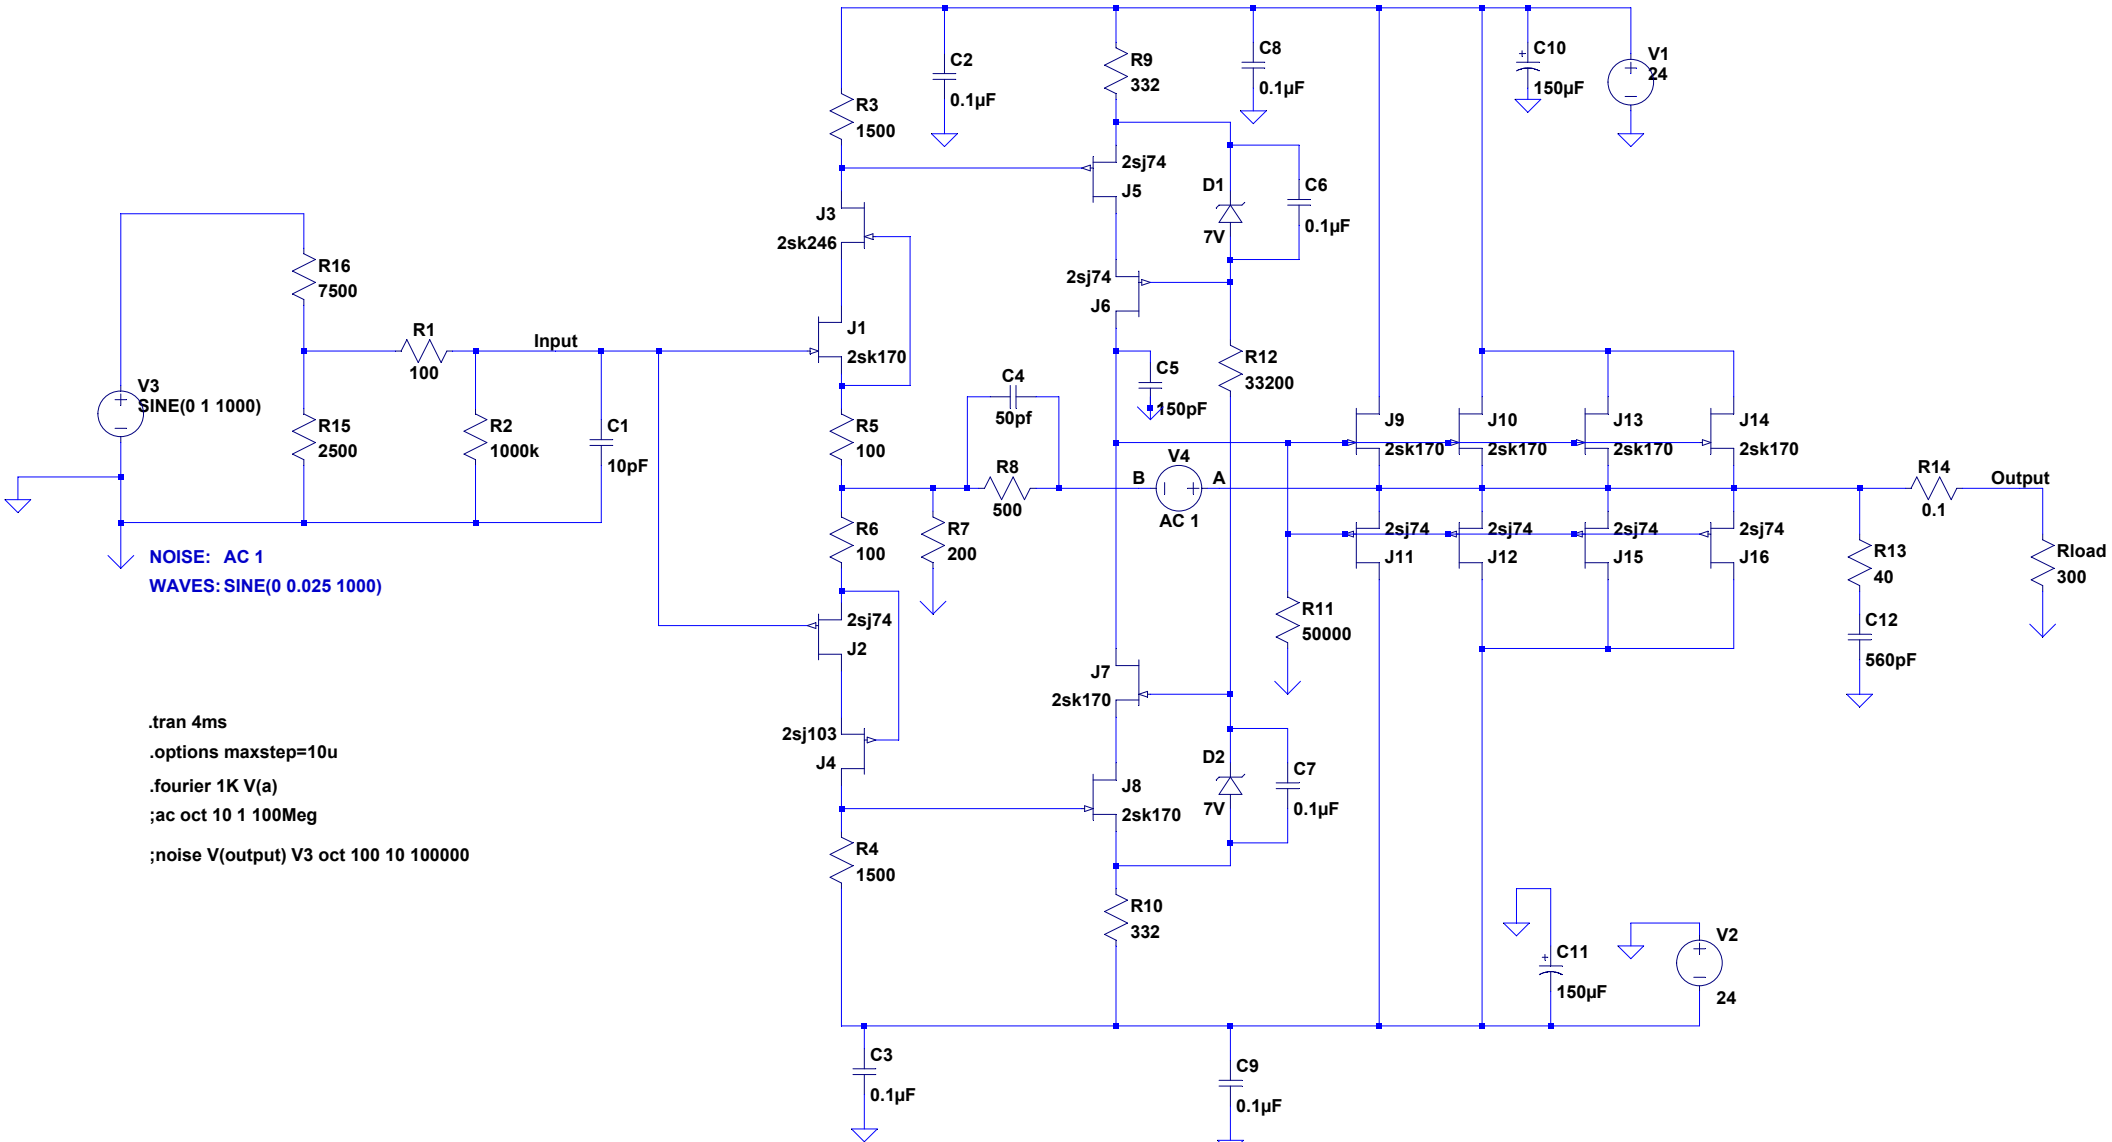 C2
0.1µF
R9
332
C8
0.1µF
C10
+
150µF
V1
24
R3
1500
2sj74
J5
D1
7V
C6
0.1µF
J3
2sk246
R16
7500
2sj74
J6
R1
100
Input
J1
2sk170
C5
150pF
R12
33200
V3
SINE(0 1 1000)
C4
50pf
R15
2500
R2
1000k
C1
10pF
R5
100
J9
2sk170
J10
2sk170
J13
2sk170
J14
2sk170
R8
500
B
V4
A
AC 1
R14
0.1
Output
R6
100
R7
200
2sj74
J11
2sj74
J12
2sj74
J15
2sj74
J16
R13
40
Rload
300
NOISE: AC 1
WAVES: SINE(0 0.025 1000)
2sj74
J2
R11
50000
C12
560pF
J7
2sk170
.tran 4ms
.options maxstep=10u
.fourier 1K V(a)
;ac oct 10 1 100Meg
;noise V(output) V3 oct 100 10 100000
2sj103
J4
J8
2sk170
D2
7V
C7
0.1µF
R4
1500
R10
332
C11
+
150µF
V2
24
C3
0.1µF
C9
0.1µF